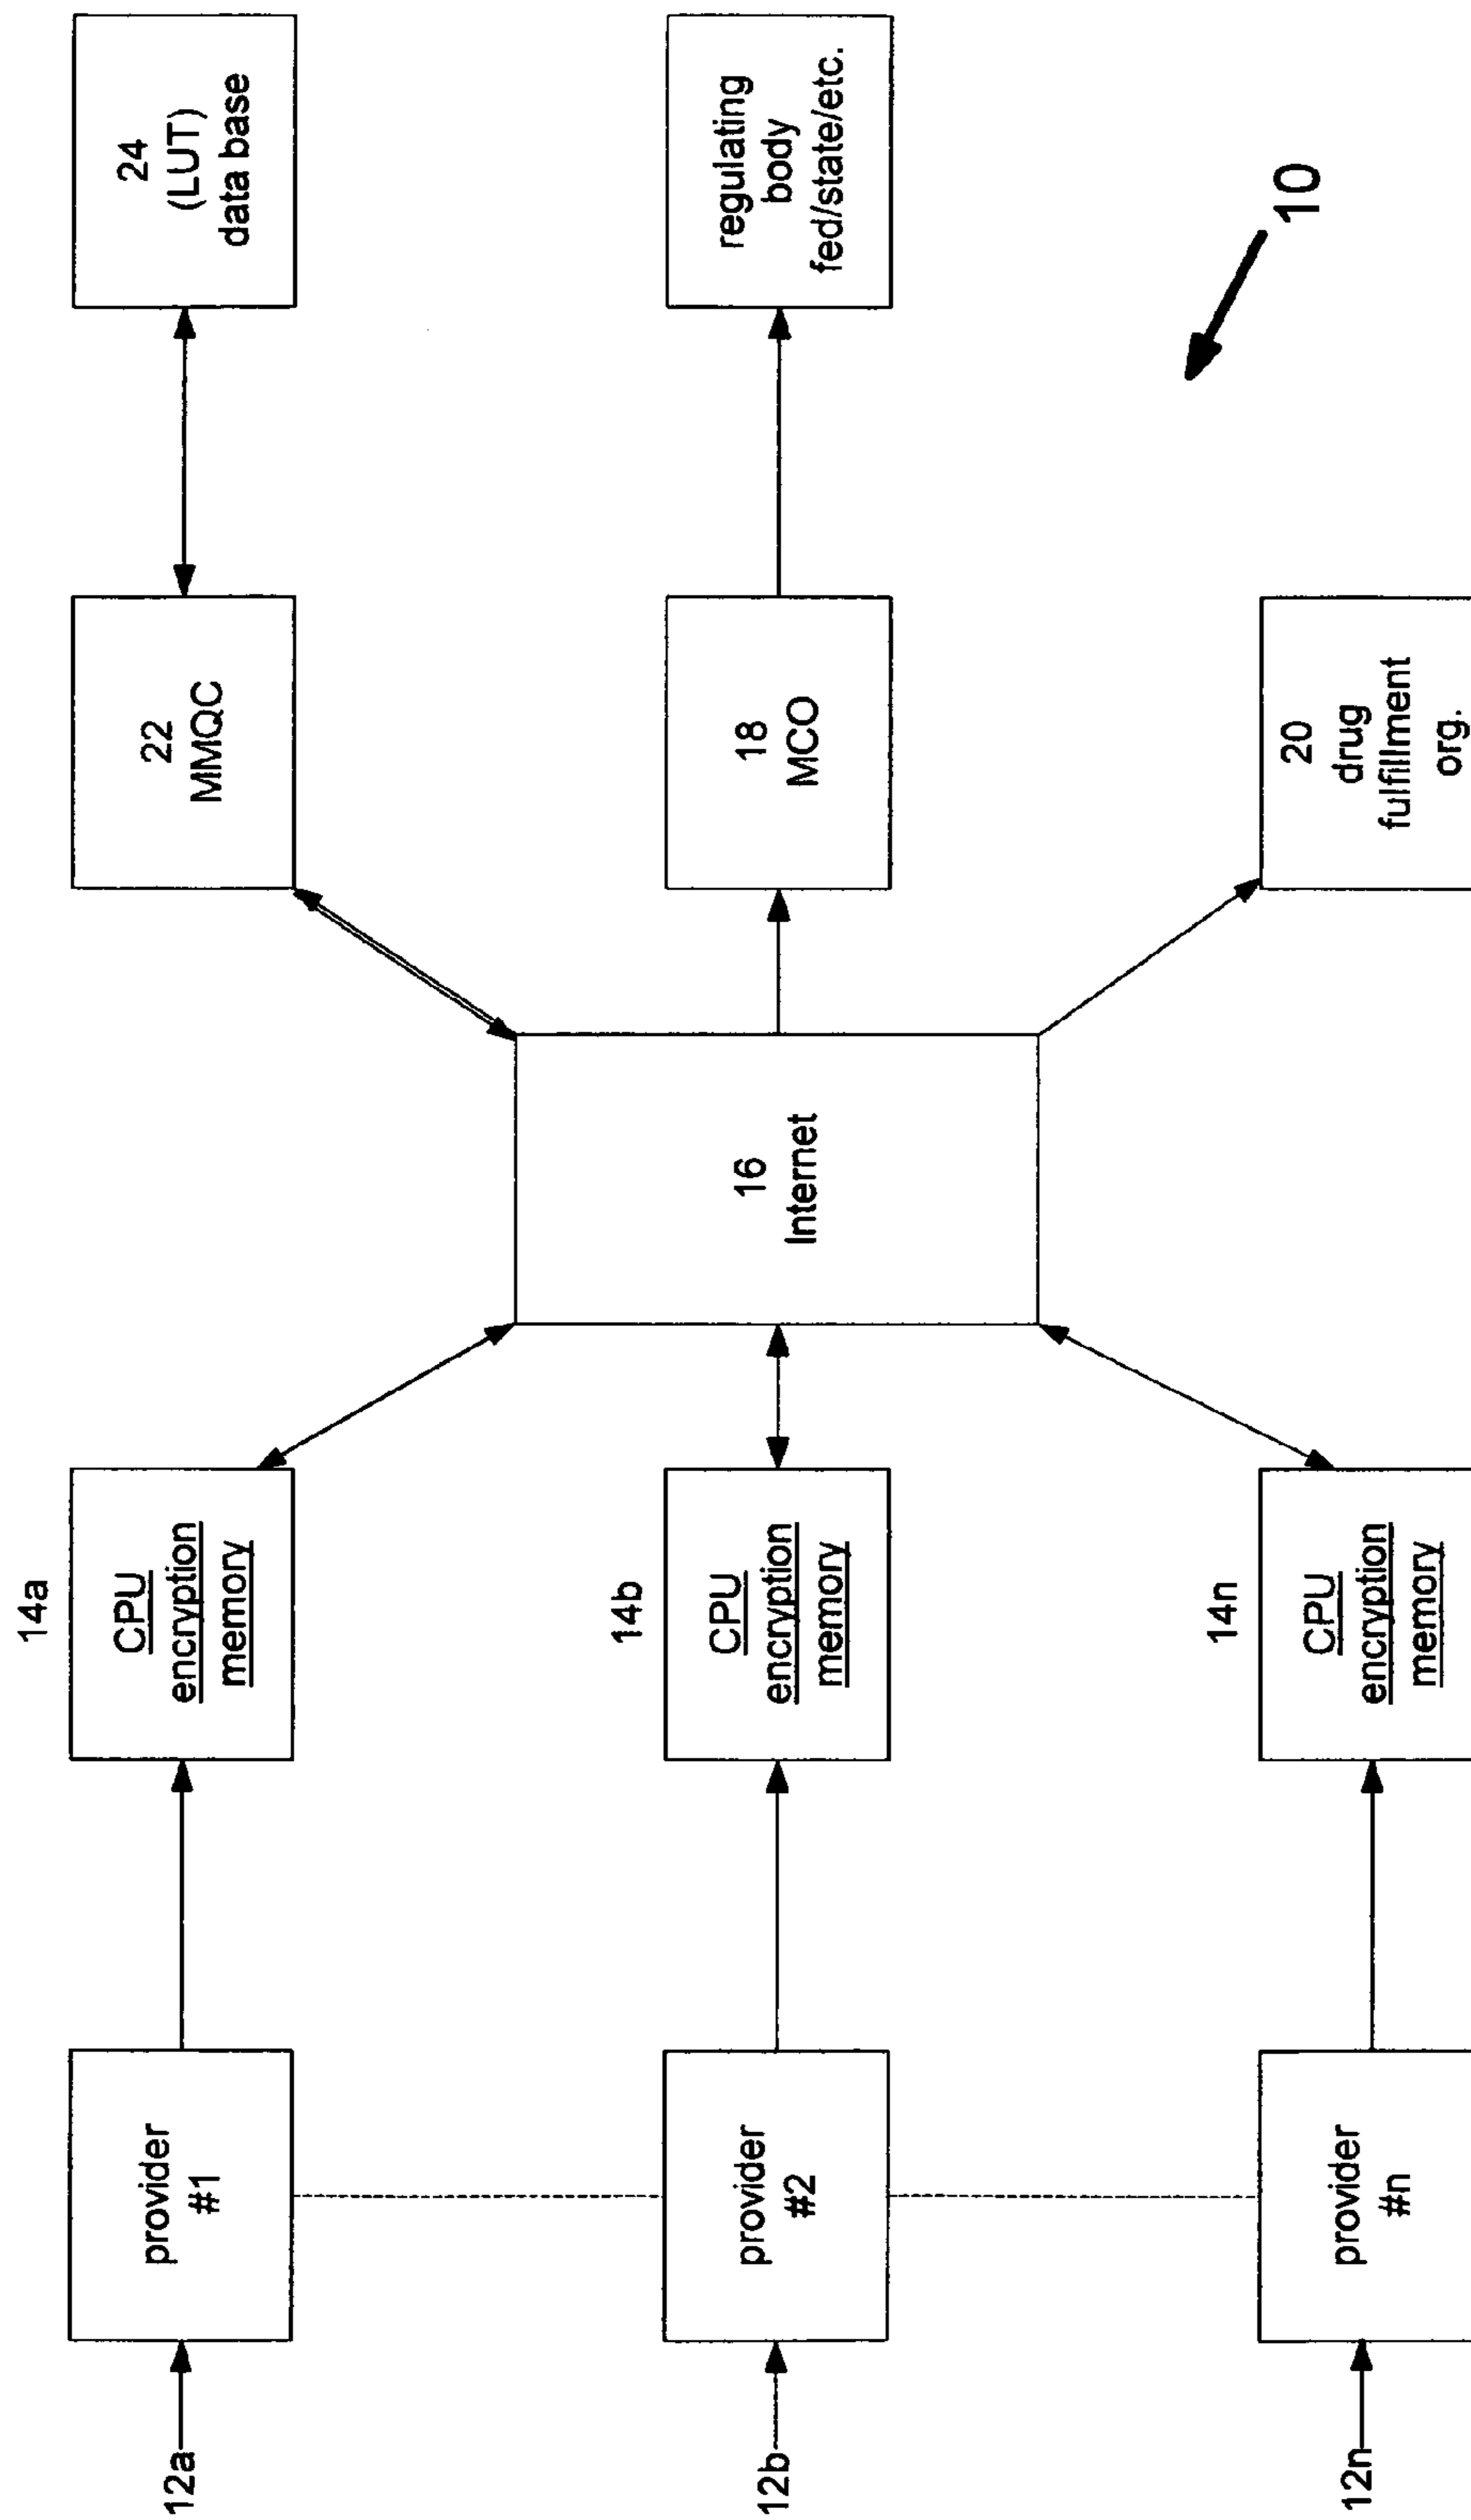 12a
provider
#1
14a
CPU
encryption
memory
12b
provider
#2
14b
CPU
encryption
memory
12n
provider
#n
14n
CPU
encryption
memory
16
Internet
22
MMQC
24
(LUT)
data base
18
MCO
regulating
body
fed/state/etc.
20
drug
fulfillment
org.
10